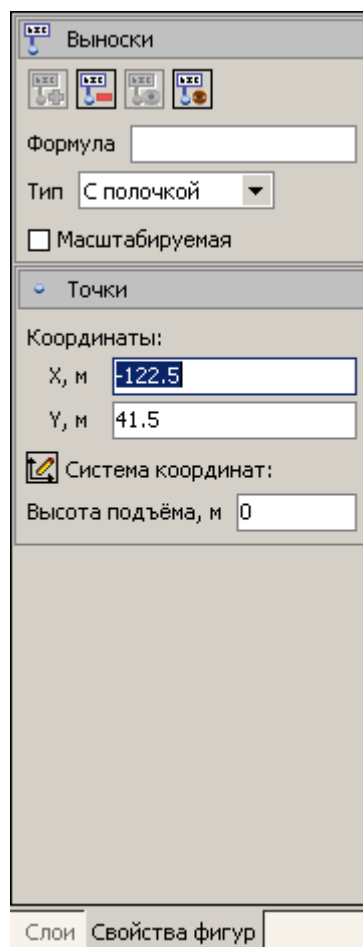 Выноски
Формула
Тип С полочкой
Масштабируемая
Точки
Координаты:
X, м -122.5
Y, м 41.5
Система координат:
Высота подъёма, м 0
Слои Свойства фигур